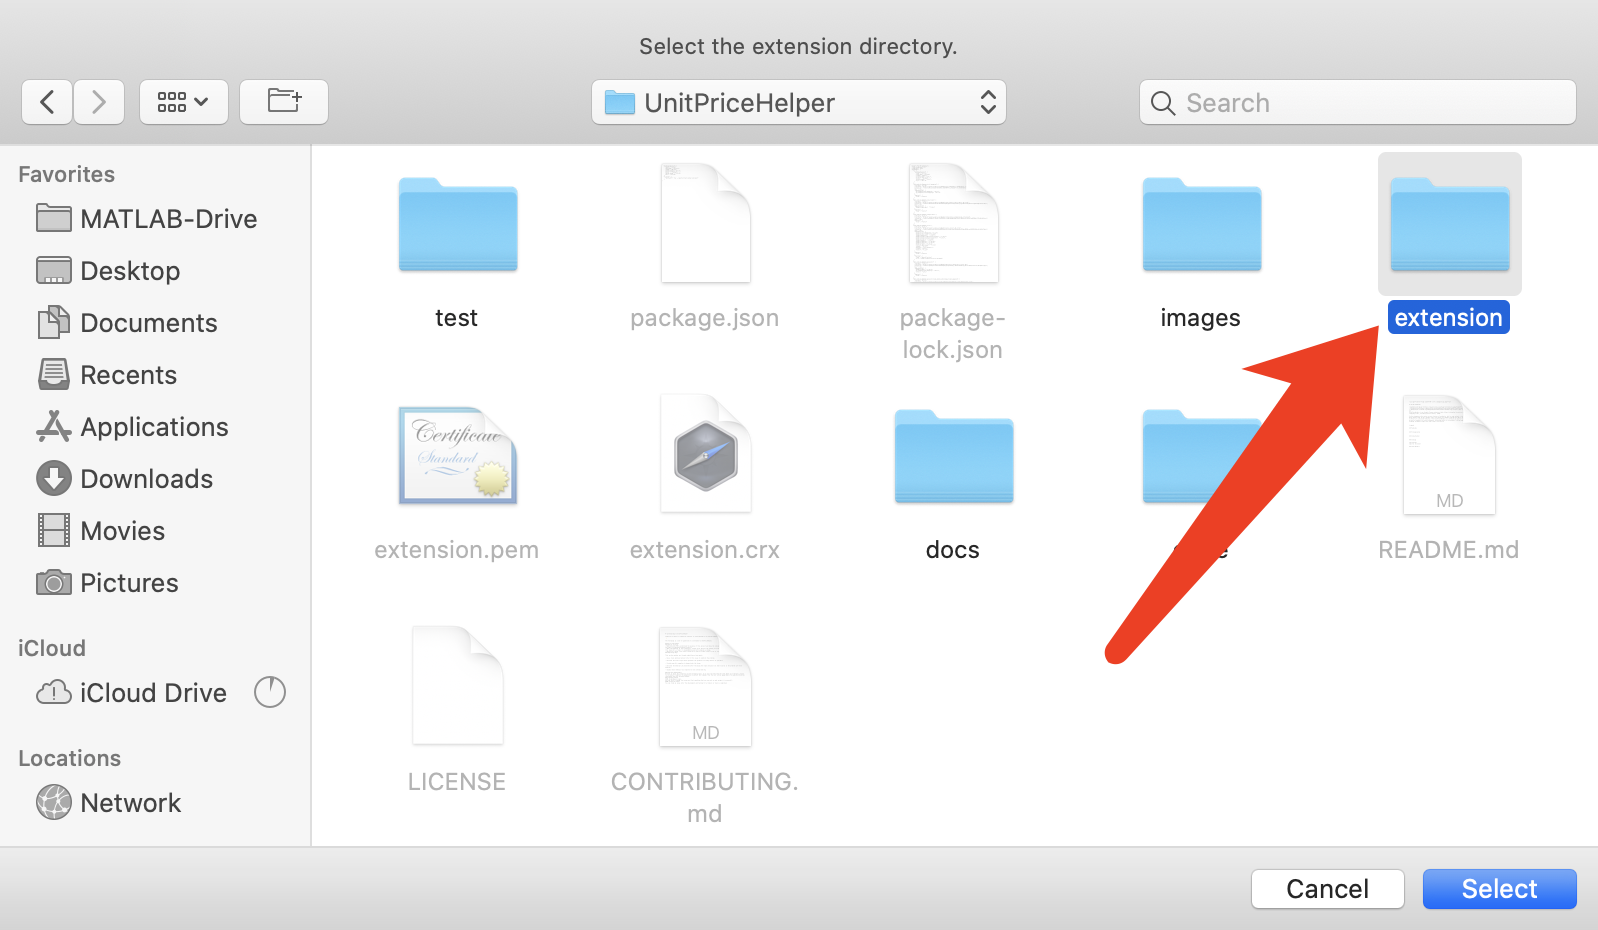 Select the extension directory.
UnitPriceHelper
Search
Favorites
MATLAB-Drive
Desktop
Documents
Recents
Applications
Downloads
Movies
Pictures
iCloud
iCloud Drive
Locations
Network
test
package.json
package-
lock.json
images
extension
Certificate
Standard
extension.pem
extension.crx
docs
MD
README.md
LICENSE
MD
CONTRIBUTING.
md
Cancel
Select